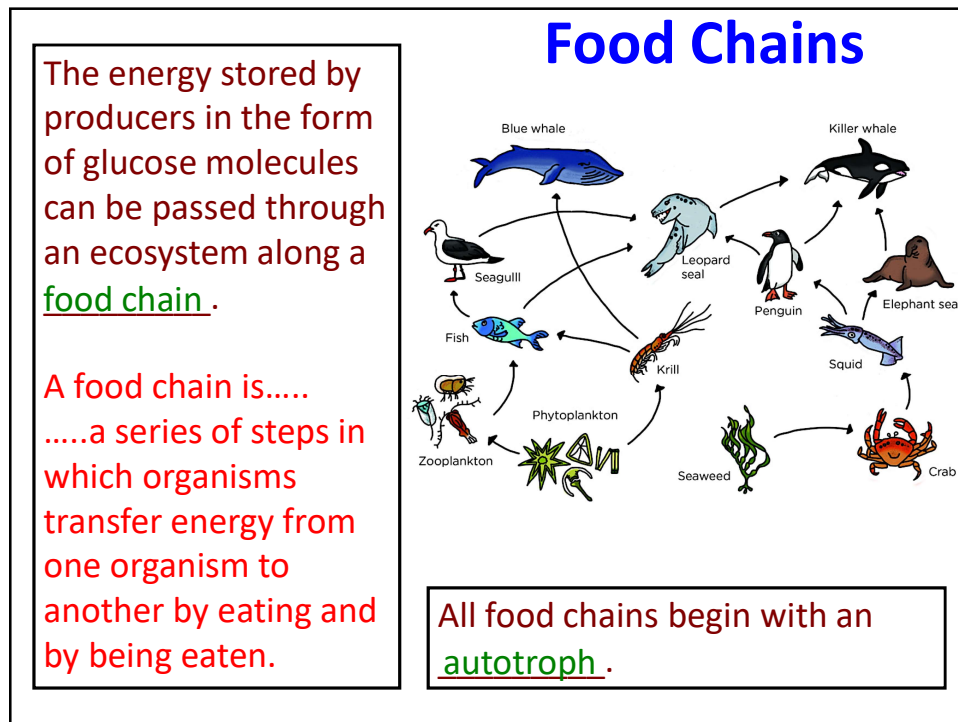 Food Chains
The energy stored by
producers in the form
of glucose molecules
can be passed through
an ecosystem along a
food chain.
A food chain is…..
…..a series of steps in
which organisms
transfer energy from
one organism to
another by eating and
by being eaten.
Blue whale
Killer whale
Seagulll
Leopard
seal
Penguin
Elephant sea
Fish
Krill
Squid
Phytoplankton
Zooplankton
Seaweed
Crab
All food chains begin with an
autotroph.